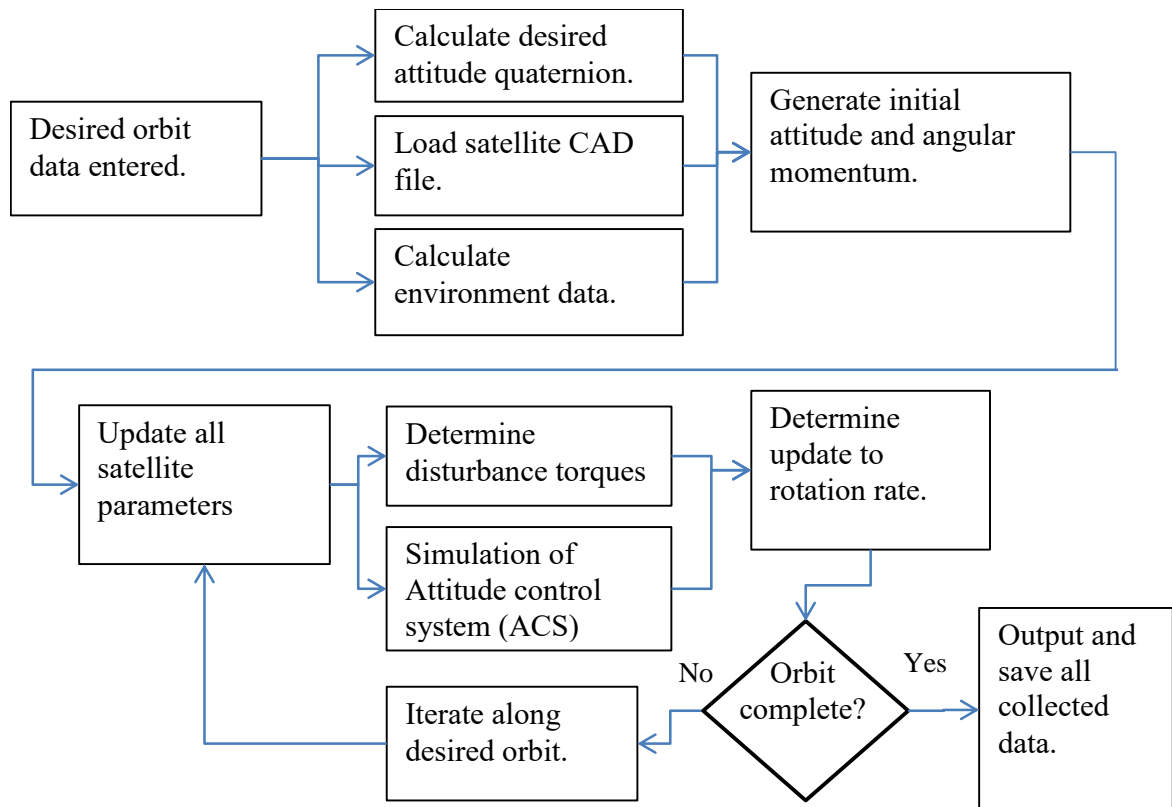 Desired orbit
data entered.
Calculate desired
attitude quaternion.
Load satellite CAD
file.
Calculate
environment data.
Generate initial
attitude and angular
momentum.
Update all
satellite
parameters
Determine
disturbance torques
Simulation of
Attitude control
system (ACS)
Determine
update to
rotation rate.
Orbit
complete?
No
Yes
Iterate along
desired orbit.
Output and
save all
collected
data.